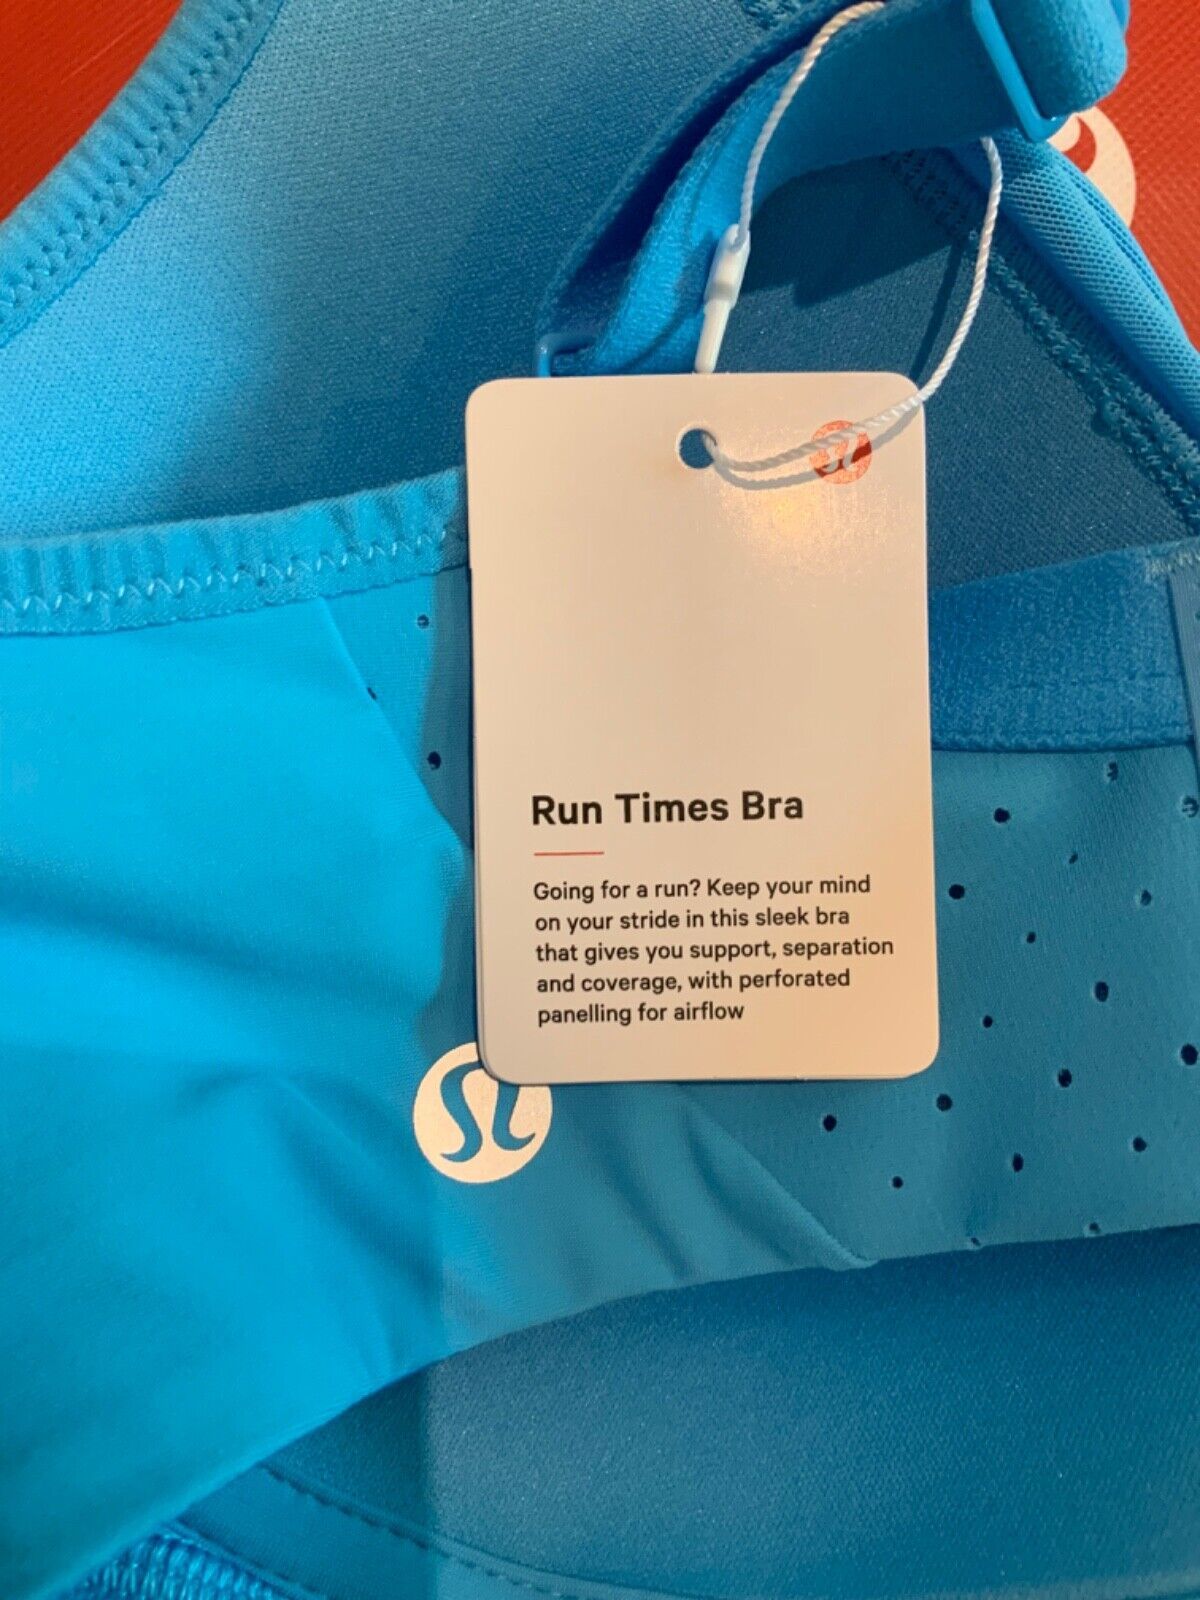 Run Times Bra
Going for a run? Keep your mind
on your stride in this sleek bra
that gives you support, separation
and coverage, with perforated
panelling for airflow